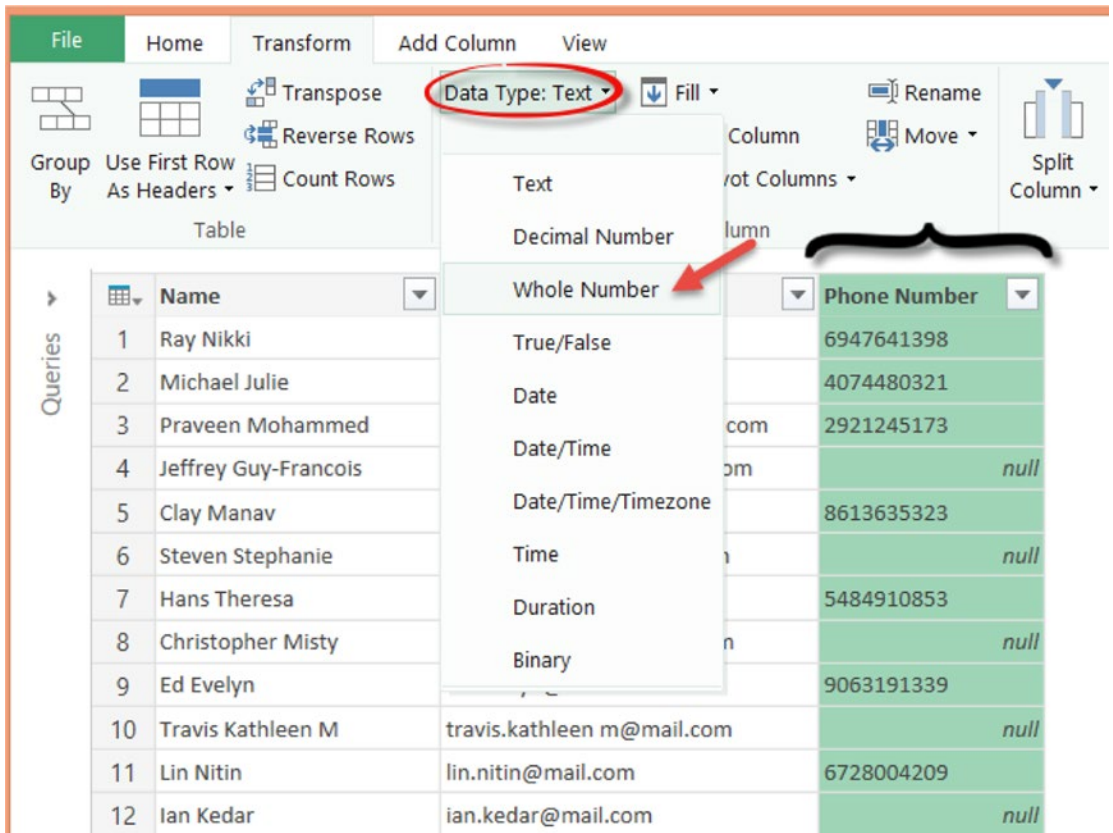 File Home Transform Add Column View
Transpose Data Type: Text Fill Rename
Reverse Rows Column Move
Group By Use First Row As Headers Count Rows Columns Split Column
Table
Text
Decimal Number
Whole Number
True/False
Date
Date/Time
Date/Time/Timezone
Time
Duration
Binary
Queries
Name Phone Number
1 Ray Nikki 6947641398
2 Michael Julie 4074480321
3 Praveen Mohammed com 2921245173
4 Jeffrey Guy-Francois null
5 Clay Manav 8613635323
6 Steven Stephanie null
7 Hans Theresa 5484910853
8 Christopher Misty null
9 Ed Evelyn 9063191339
10 Travis Kathleen M travis.kathleen m@mail.com null
11 Lin Nitin lin.nitin@mail.com 6728004209
12 Ian Kedar ian.kedar@mail.com null